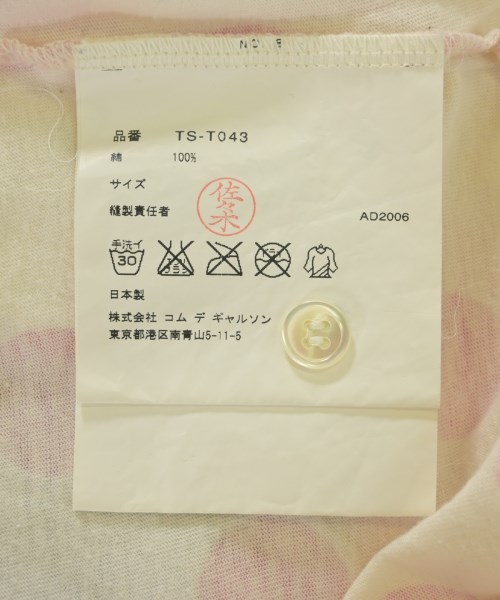 品番 TS-T043
綿 100%
サイズ
縫製責任者
AD2006
手洗イ
30
日本製
株式会社 コム デ ギャルソン
東京都港区南青山5-11-5